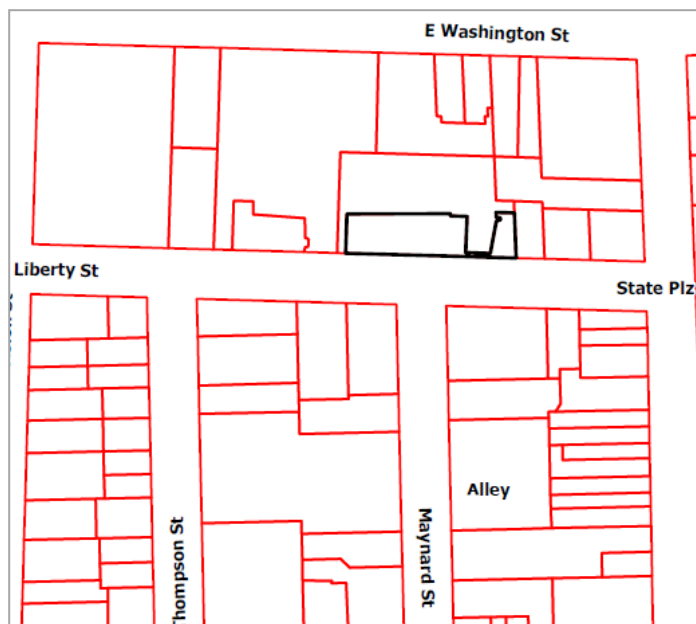 E Washington St
Liberty St
State Plz
Alley
Thompson St
Maynard St